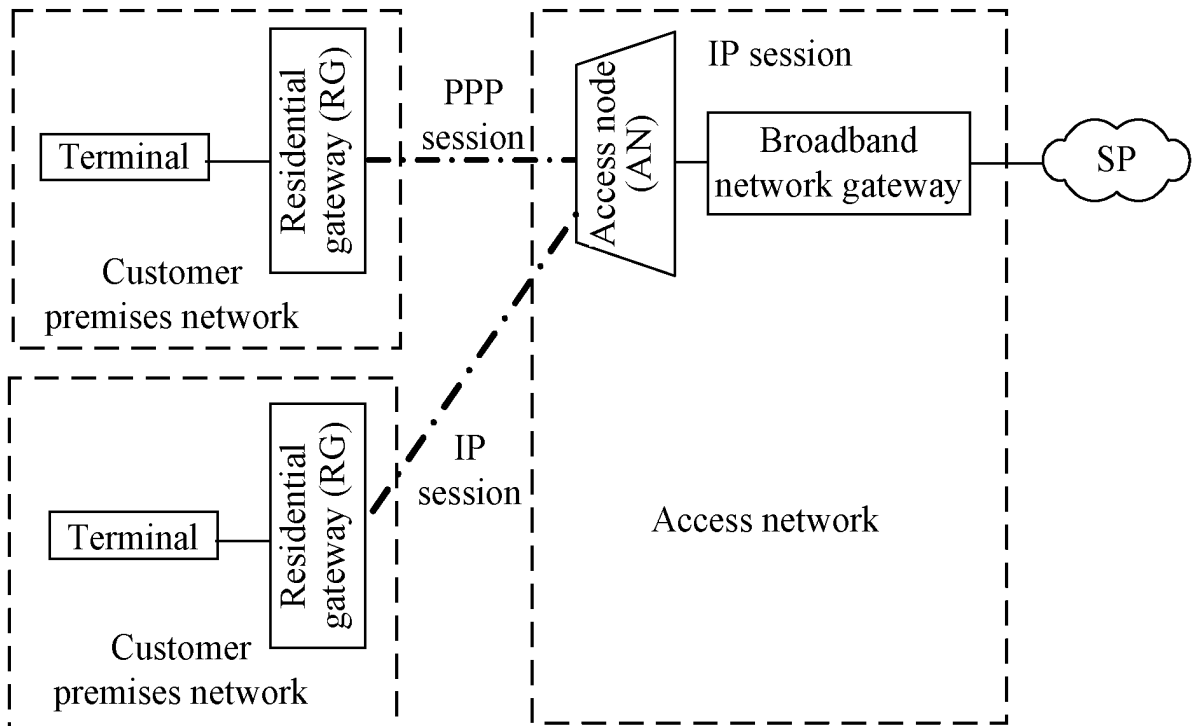 Terminal
Residential
gateway (RG)
Customer
premises network
PPP
session
Access node
(AN)
IP session
Broadband
network gateway
SP
Terminal
Residential
gateway (RG)
Customer
premises network
IP
session
Access network